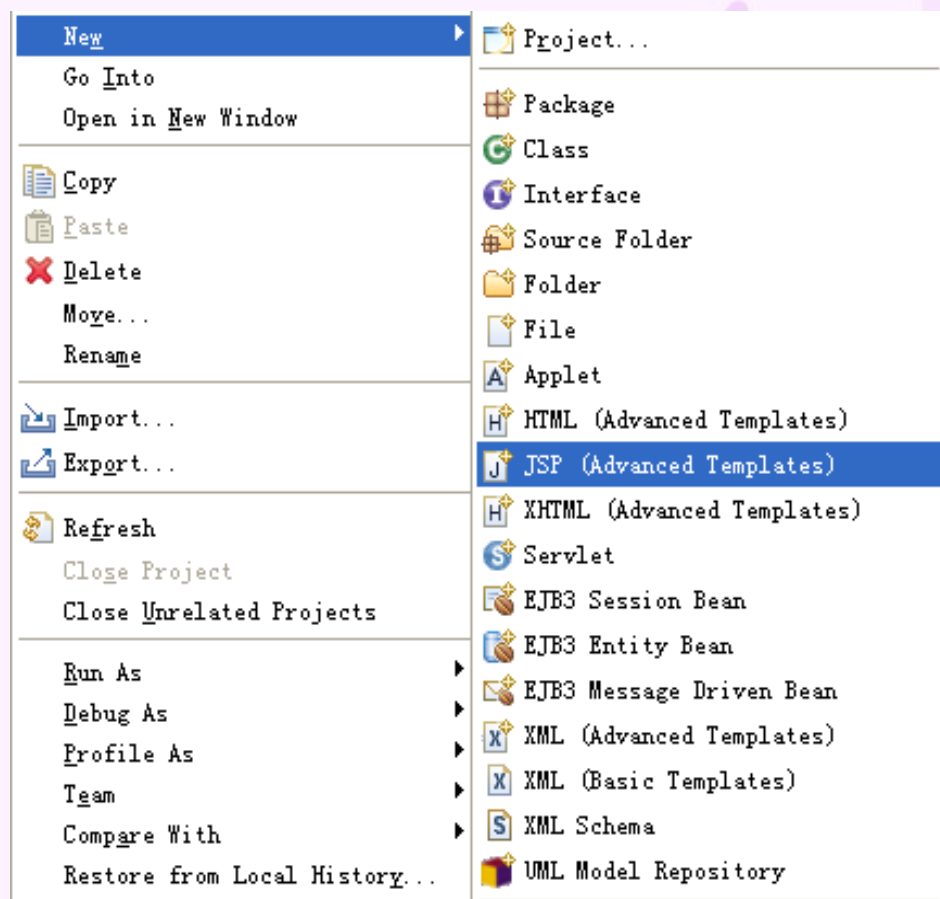 New
Go Into
Open in New Window
Copy
Paste
Delete
Move...
Rename
Import...
Export...
Refresh
Close Project
Close Unrelated Projects
Run As
Debug As
Profile As
Team
Compare With
Restore from Local History...
Project...
Package
Class
Interface
Source Folder
Folder
File
Applet
HTML (Advanced Templates)
JSP (Advanced Templates)
XHTML (Advanced Templates)
Servlet
EJB3 Session Bean
EJB3 Entity Bean
EJB3 Message Driven Bean
XML (Advanced Templates)
XML (Basic Templates)
XML Schema
UML Model Repository